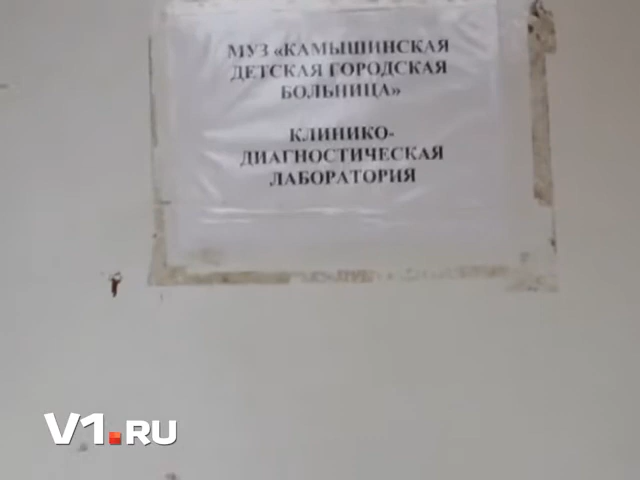 МУЗ «КАМЫШИНСКАЯ
ДЕТСКАЯ ГОРОДСКАЯ
БОЛЬНИЦА»
КЛИНИКО-
ДИАГНОСТИЧЕСКАЯ
ЛАБОРАТОРИЯ
V1.RU